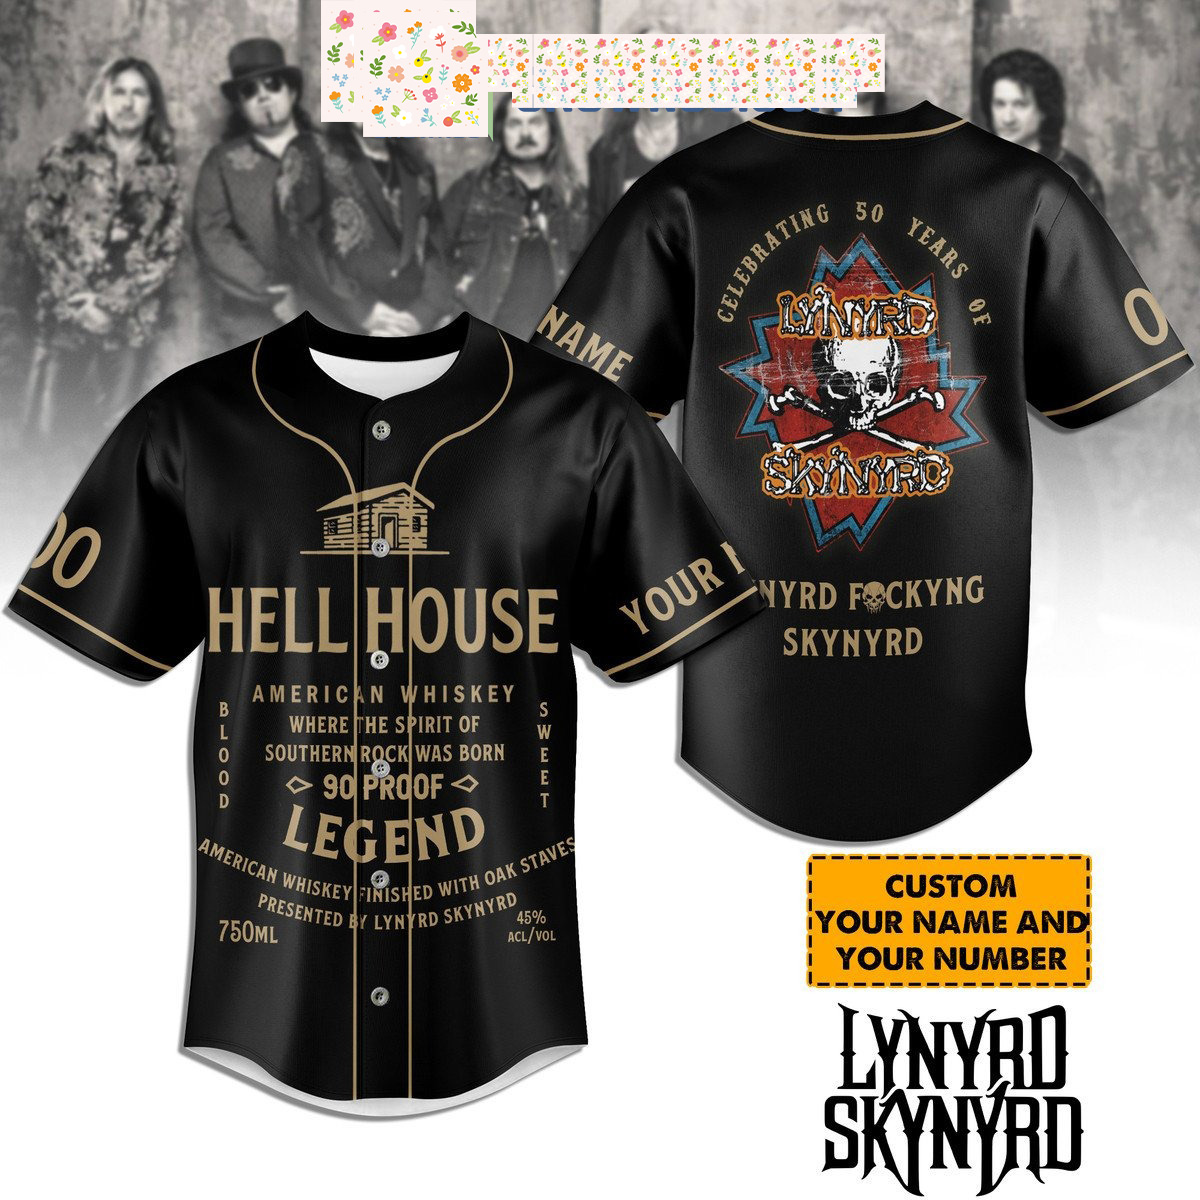 CELEBRATING 50 YEARS OF
LYNYRD
SKYNYRD
NAME
0
NYRD F CKYNG
SKYNYRD
00
YOUR
HELL HOUSE
AMERICAN WHISKEY
WHERE THE SPIRIT OF
SOUTHERN ROCK WAS BORN
BLOOD
SWEET
90 PROOF
LEGEND
AMERICAN WHISKEY FINISHED WITH OAK STAVES
PRESENTED BY LYNYRD SKYNYRD
750ML
45%
ACL/VOL
CUSTOM
YOUR NAME AND
YOUR NUMBER
LYNYRD
SKYNYRD